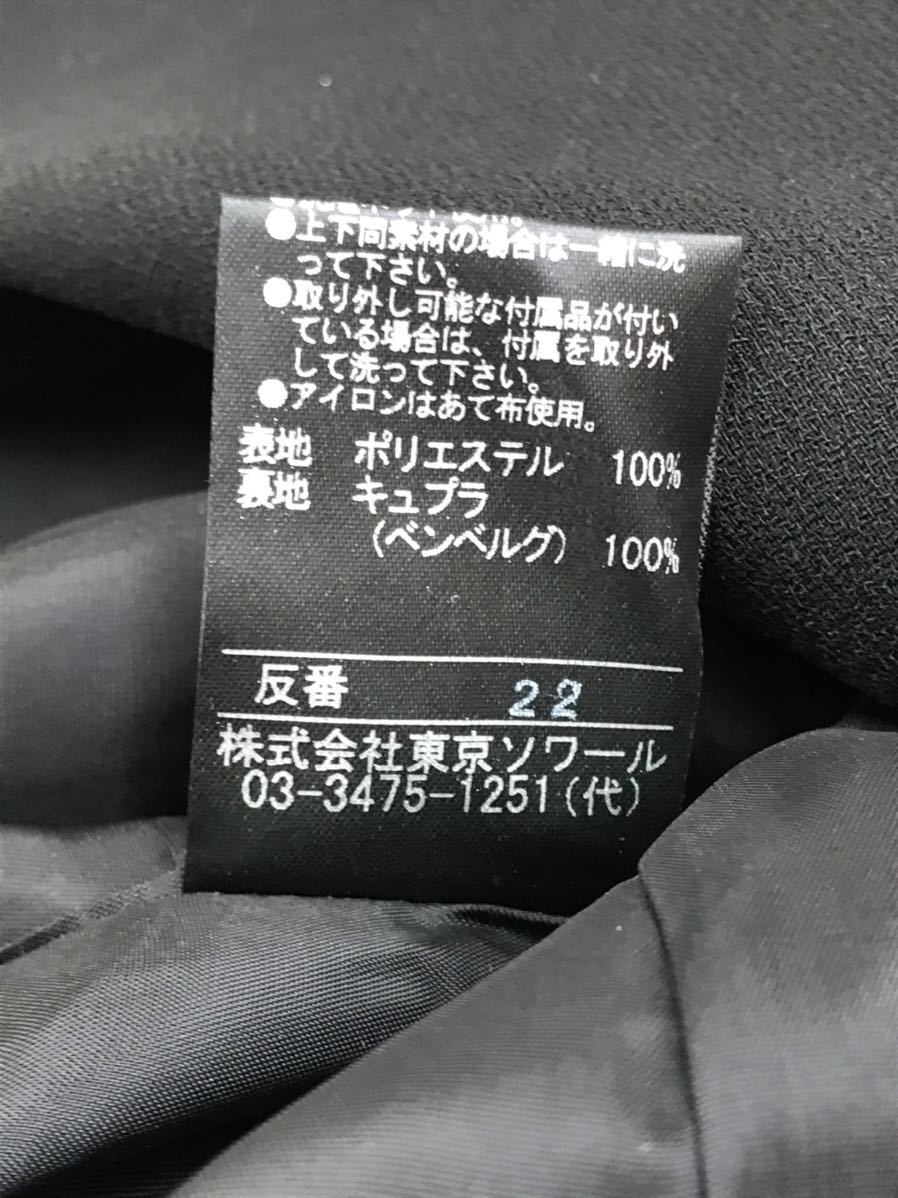 ●上下同素材の場合は一緒に洗
って下さい。
●取り外し可能な付属品が付い
ている場合は、付属を取り外
して洗って下さい。
●アイロンはあて布使用。
表地 ポリエステル 100%
裏地 キュプラ
(ベンベルグ) 100%
反番 22
株式会社東京ソワール
03-3475-1251(代)